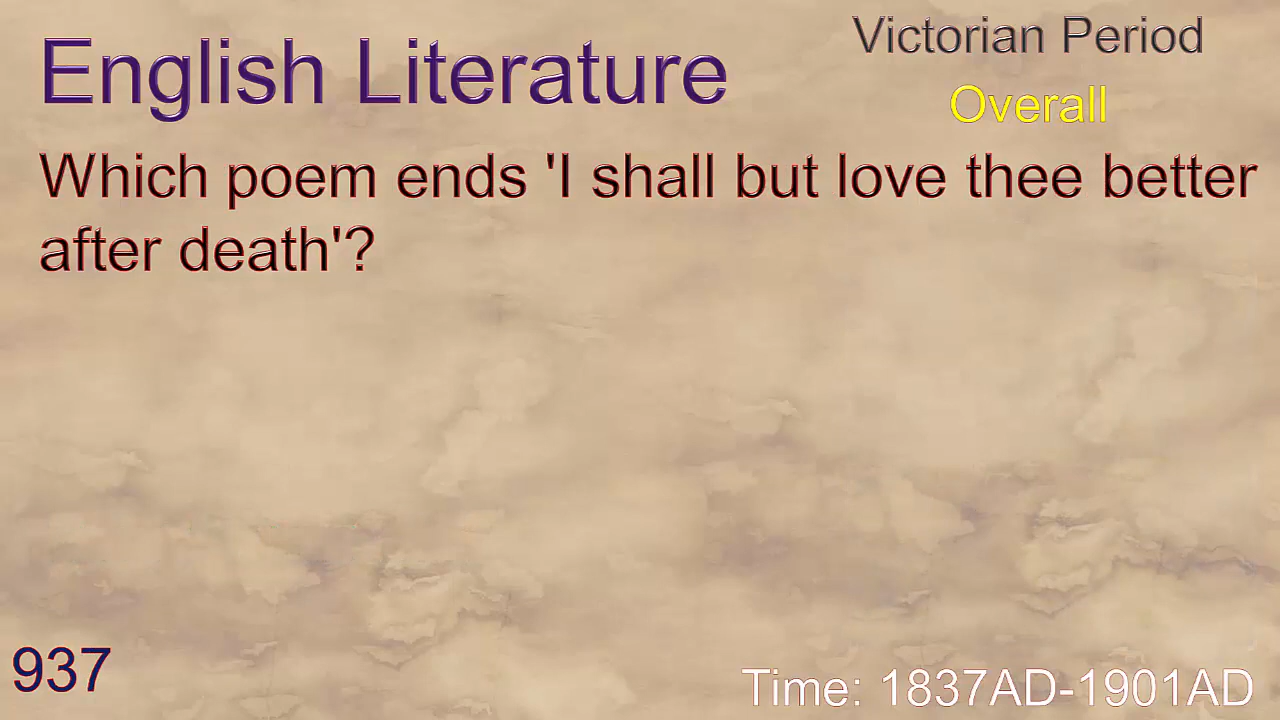 English Literature
Victorian Period
Overall
Which poem ends 'I shall but love thee better
after death'?
937
Time: 1837AD-1901AD